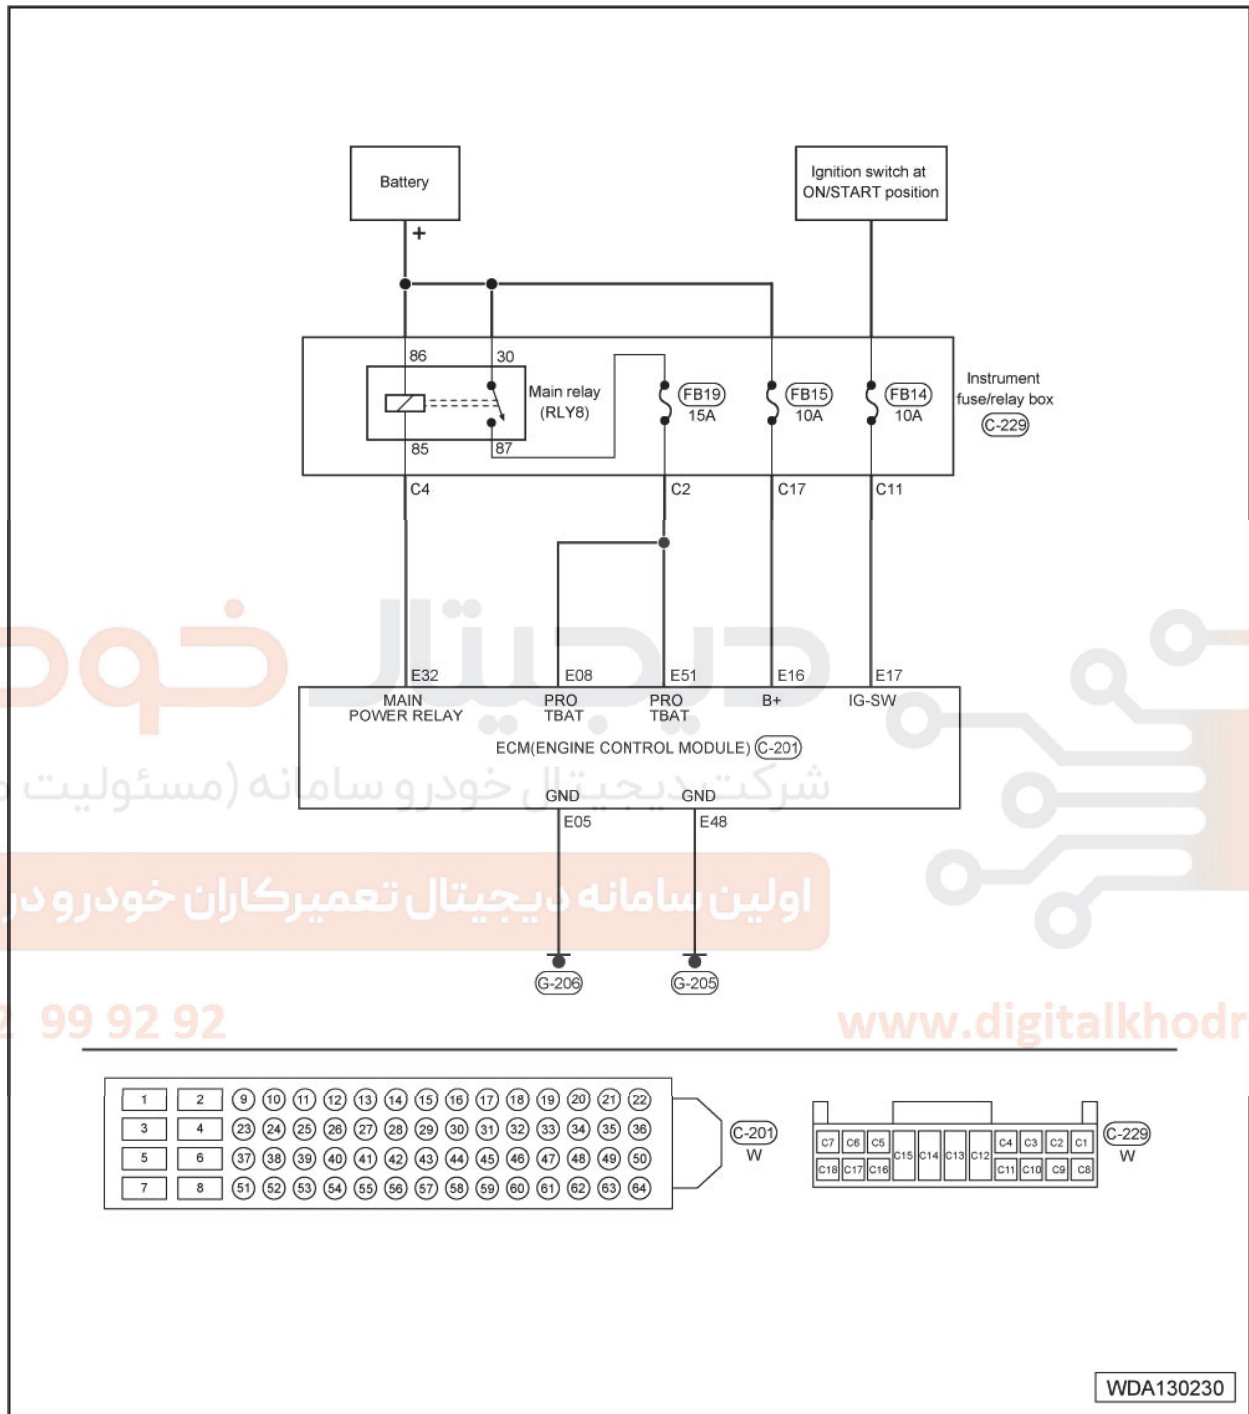 Battery
Ignition switch at
ON/START position
+
86
30
Main relay
(RLY8)
85
87
FB19
15A
FB15
10A
FB14
10A
Instrument
fuse/relay box
C-229
C4
C2
C17
C11
دیجیتال خود
E32
E08
E51
E16
E17
MAIN
POWER RELAY
PRO
TBAT
PRO
TBAT
B+
IG-SW
ECM(ENGINE CONTROL MODULE) C-201
شرکت دیجیتال خودرو سامانه (مسئولیت
GND
GND
E05
E48
اولین سامانه دیجیتال تعمیرکاران خودرو در
G-206
G-205
2 99 92 92
www.digitalkhodr
1 2 9 10 11 12 13 14 15 16 17 18 19 20 21 22
3 4 23 24 25 26 27 28 29 30 31 32 33 34 35 36
5 6 37 38 39 40 41 42 43 44 45 46 47 48 49 50
7 8 51 52 53 54 55 56 57 58 59 60 61 62 63 64
C-201
W
C7 C6 C5 C4 C3 C2 C1
C15 C14 C13 C12
C18 C17 C16 C11 C10 C9 C8
C-229
W
WDA130230